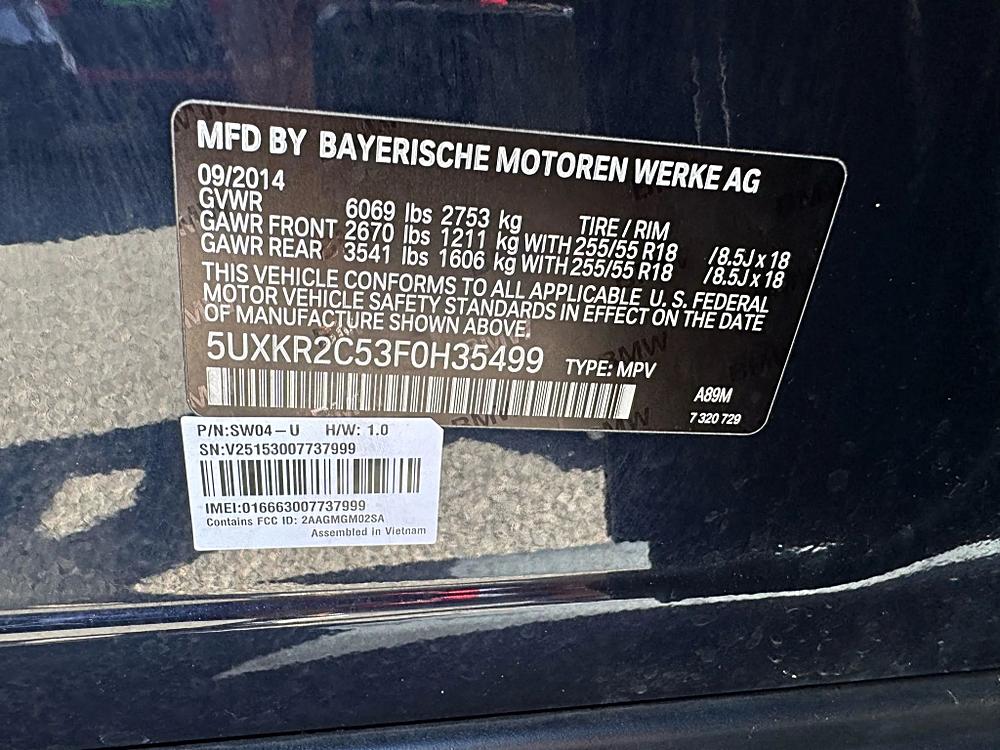 MFD BY BAYERISCHE MOTOREN WERKE AG
09/2014
GVWR 6069 lbs 2753 kg TIRE / RIM
GAWR FRONT 2670 lbs 1211 kg WITH 255/55 R18 /8.5J x 18
GAWR REAR 3541 lbs 1606 kg WITH 255/55 R18 /8.5J x 18
THIS VEHICLE CONFORMS TO ALL APPLICABLE U. S. FEDERAL
MOTOR VEHICLE SAFETY STANDARDS IN EFFECT ON THE DATE
OF MANUFACTURE SHOWN ABOVE.
5UXKR2C53F0H35499 TYPE: MPV
A89M
7 320 729
P/N:SW04-U H/W: 1.0
SN:V25153007737999
IMEI:016663007737999
Contains FCC ID: 2AAGMGM02SA
Assembled in Vietnam